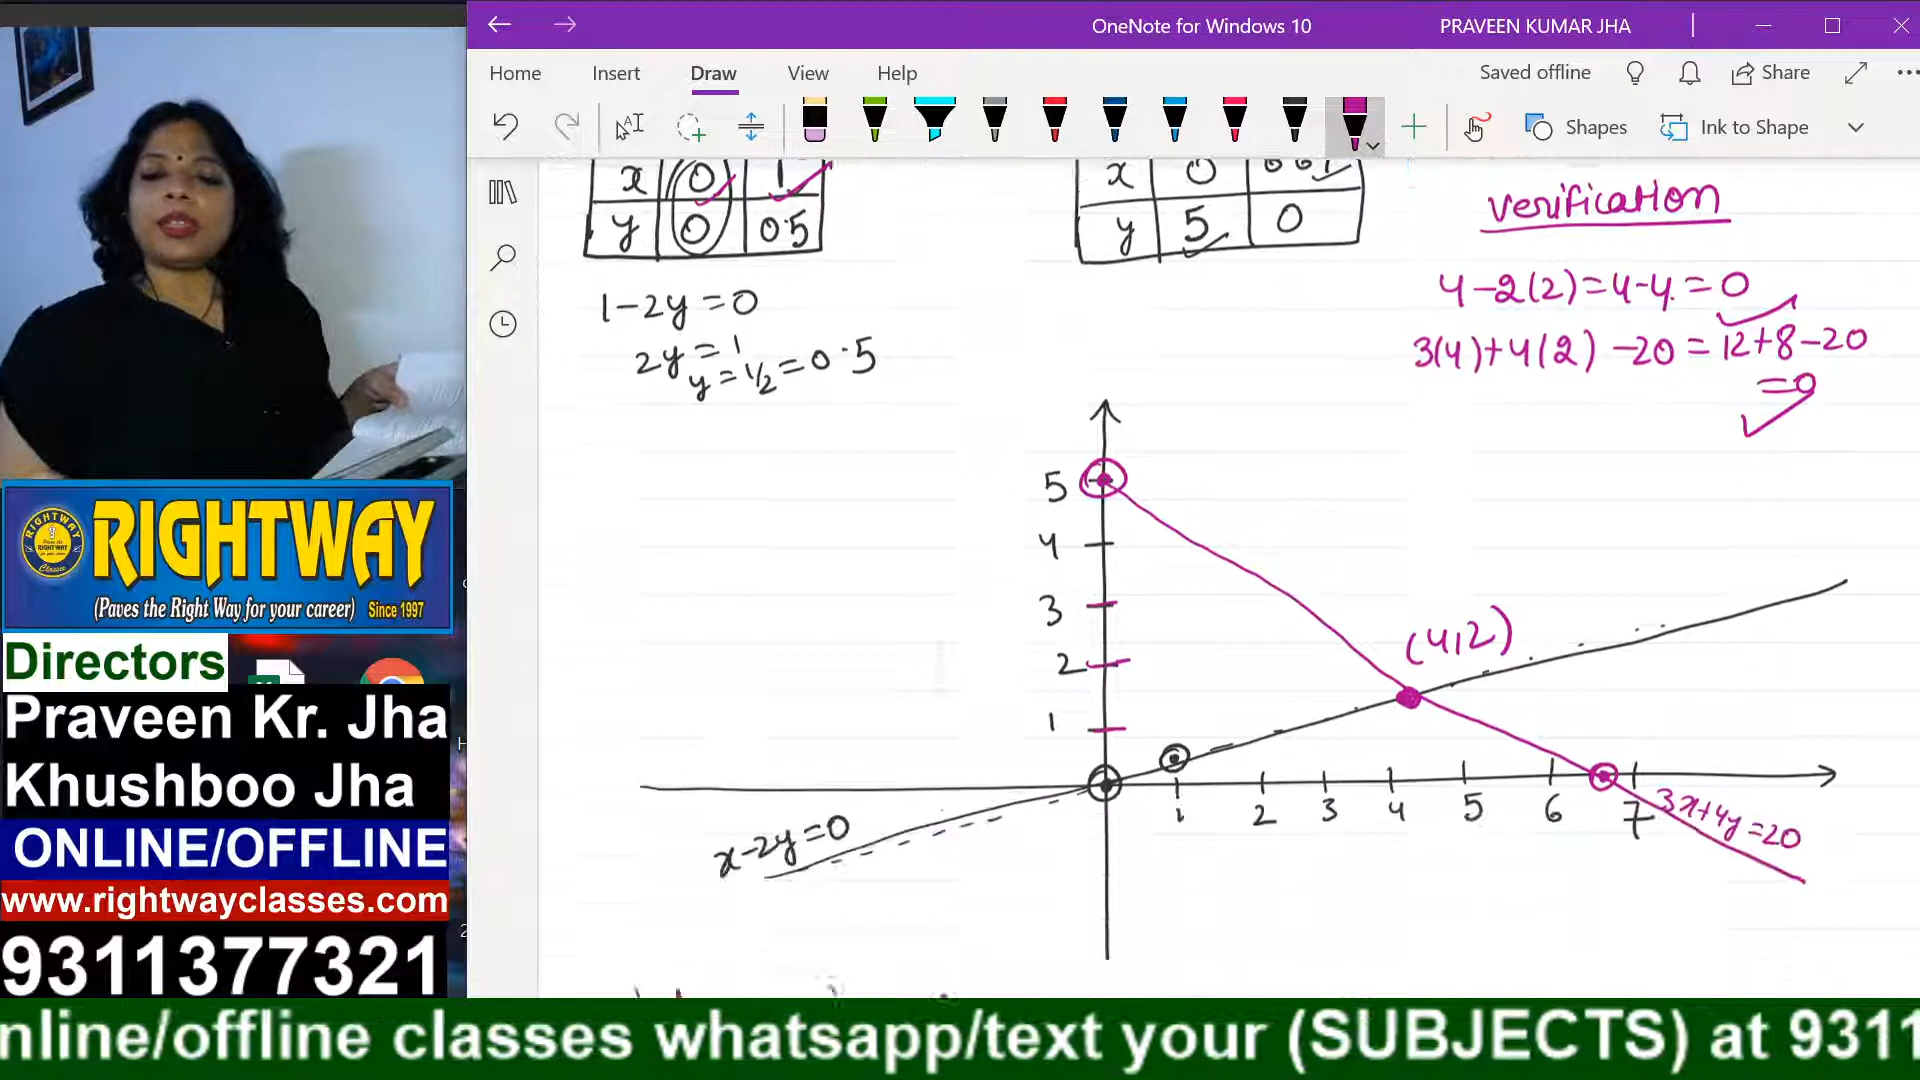 OneNote for Windows 10
PRAVEEN KUMAR JHA
Home Insert Draw View Help
Saved offline
Share
Shapes
Ink to Shape
x 0 1
y 0 0.5
x 0
y 5 0
verification
4-2(2)=4-4=0
3(4)+4(2)-20=12+8-20
=0
1-2y=0
2y=1
y=1/2=0.5
5
4
3
2
1
(4,2)
1 2 3 4 5 6 7
x-2y=0
3x+4y=20
RIGHTWAY
(Paves the Right Way for your career) Since 1997
Directors
Praveen Kr. Jha
Khushboo Jha
ONLINE/OFFLINE
www.rightwayclasses.com
9311377321
nline/offline classes whatsapp/text your (SUBJECTS) at 9311